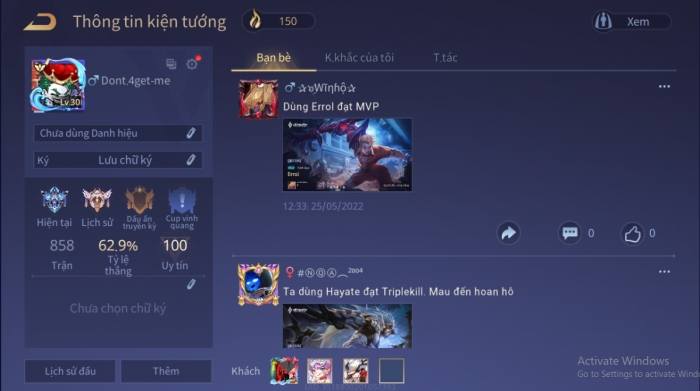 Thông tin kiện tướng
150
Xem
Dont.4get-me
Lv.30
Chưa dùng Danh hiệu
Ký Lưu chữ ký
Hiện tại Lịch sử Dấu ấn truyền kỳ Cup vinh quang
858 62.9% 100
Trận Tỷ lệ thắng Uy tín
Chưa chọn chữ ký
Lịch sử đấu Thêm
Bạn bè K.khắc của tôi T.tác
Dùng Errol đạt MVP
Errol
12:33 25/05/2022
0 0
#ⓃⓆⒶ︵²⁰⁰⁴
Ta dùng Hayate đạt Triplekill. Mau đến hoan hô
Khách
Activate Windows
Go to Settings to activate Wind